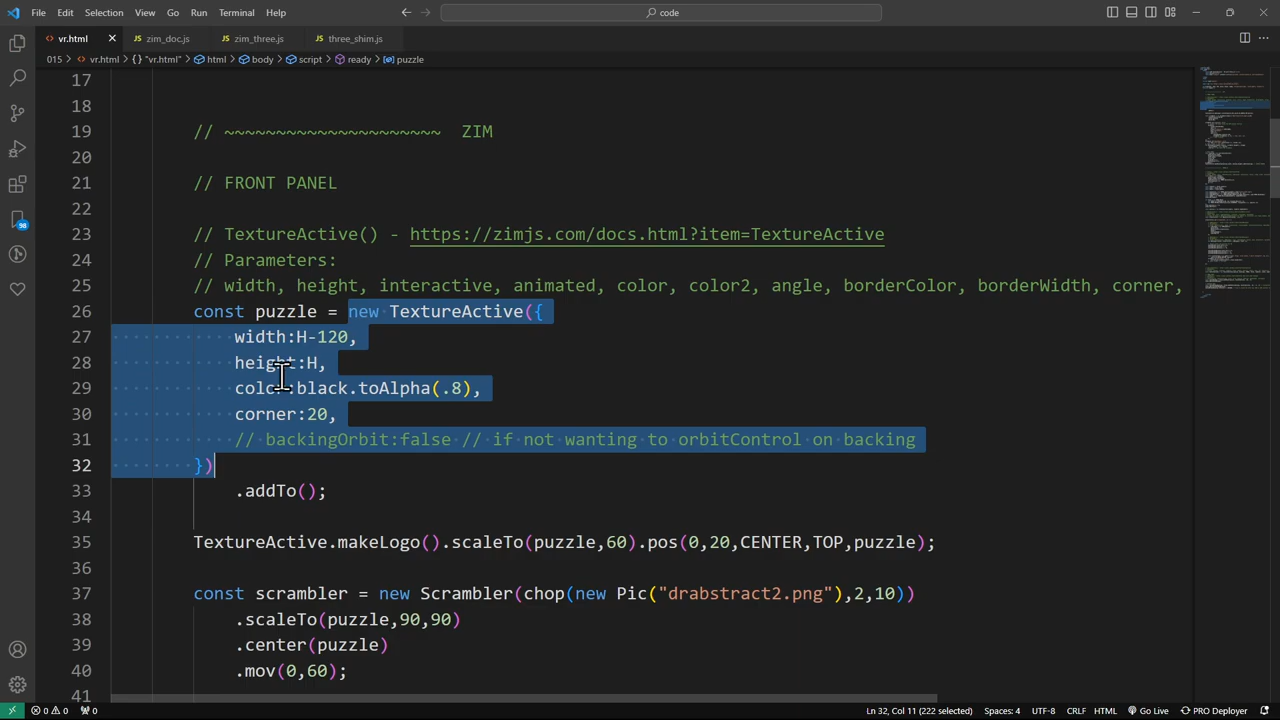 File Edit Selection View Go Run Terminal Help
code
vr.html
zim_doc.js
zim_three.js
three_shim.js
015 > vr.html > {} "vr.html" > html > body > script > ready > puzzle
17
18
19 // ~~~~~~~~~~~~~~~~~~~~~ ZIM
20
21 // FRONT PANEL
22
23 // TextureActive() - https://zimjs.com/docs.html?item=TextureActive
24 // Parameters:
25 // width, height, interactive, animated, color, color2, angle, borderColor, borderWidth, corner,
26 const puzzle = new TextureActive({
27 width:H-120,
28 height:H,
29 color:black.toAlpha(.8),
30 corner:20,
31 // backingOrbit:false // if not wanting to orbitControl on backing
32 })
33 .addTo();
34
35 TextureActive.makeLogo().scaleTo(puzzle,60).pos(0,20,CENTER,TOP,puzzle);
36
37 const scrambler = new Scrambler(chop(new Pic("drabstract2.png"),2,10))
38 .scaleTo(puzzle,90,90)
39 .center(puzzle)
40 .mov(0,60);
41
98
0 0 0 Ln 32, Col 11 (222 selected) Spaces: 4 UTF-8 CRLF HTML Go Live PRO Deployer